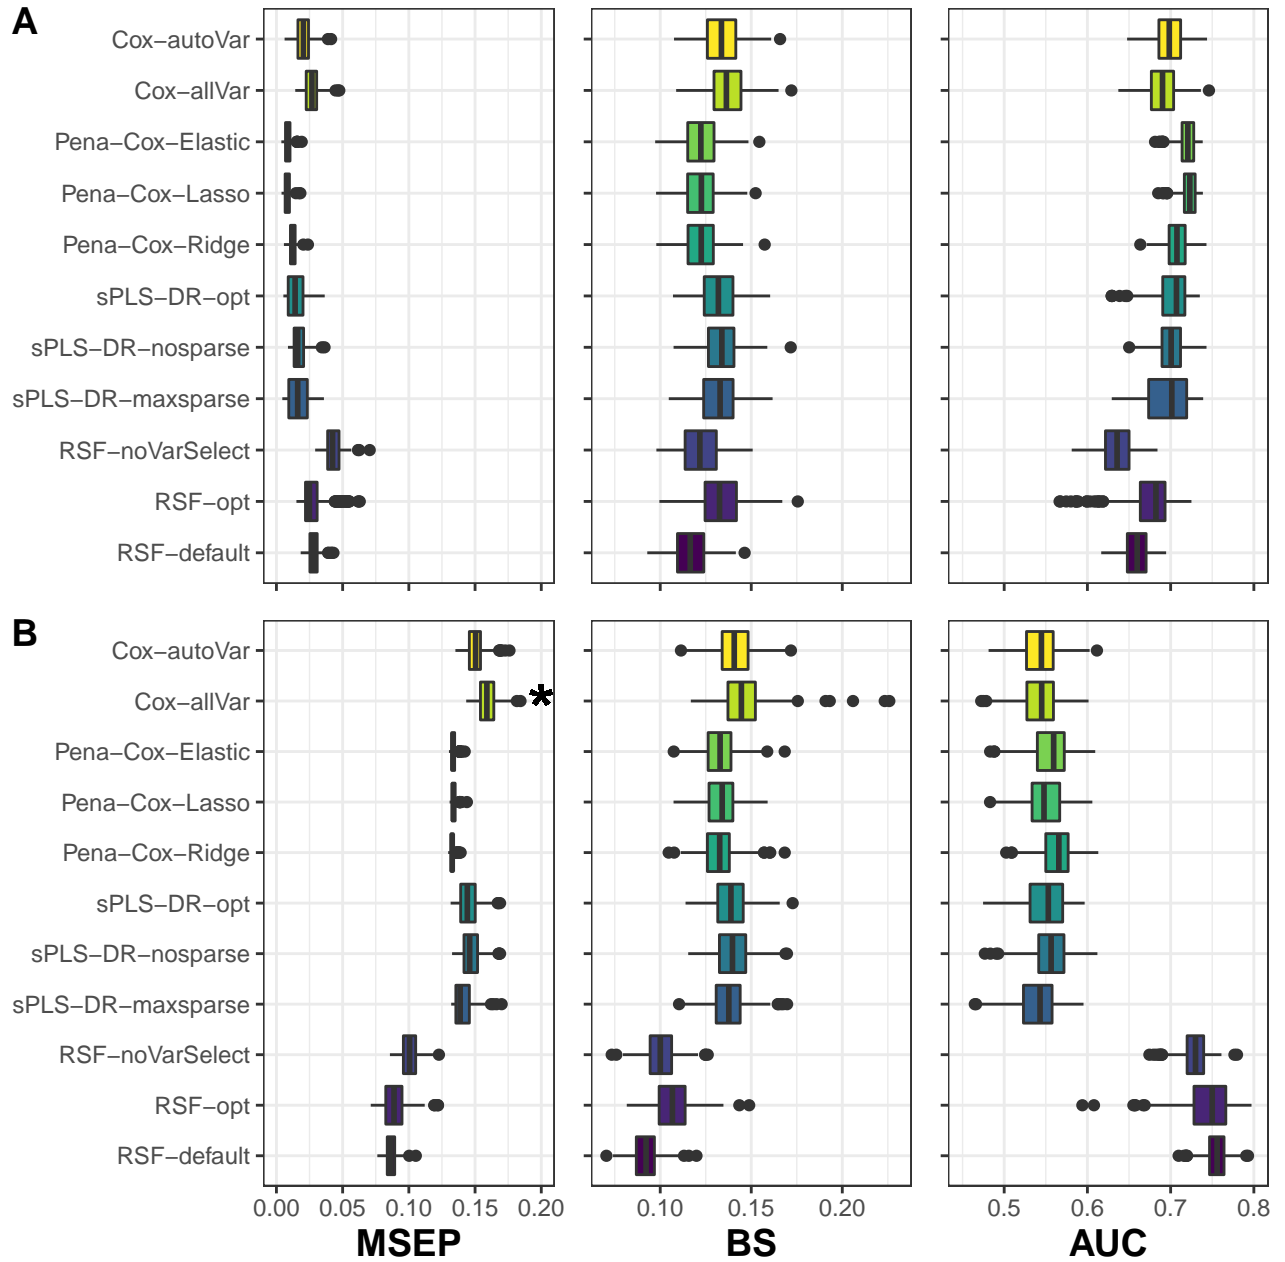 A
Cox−autoVar
Cox−allVar
Pena−Cox−Elastic
Pena−Cox−Lasso
Pena−Cox−Ridge
sPLS−DR−opt
sPLS−DR−nosparse
sPLS−DR−maxsparse
RSF−noVarSelect
RSF−opt
RSF−default
B
Cox−autoVar
Cox−allVar *
Pena−Cox−Elastic
Pena−Cox−Lasso
Pena−Cox−Ridge
sPLS−DR−opt
sPLS−DR−nosparse
sPLS−DR−maxsparse
RSF−noVarSelect
RSF−opt
RSF−default
0.00 0.05 0.10 0.15 0.20 0.10 0.15 0.20 0.5 0.6 0.7 0.8
MSEP BS AUC